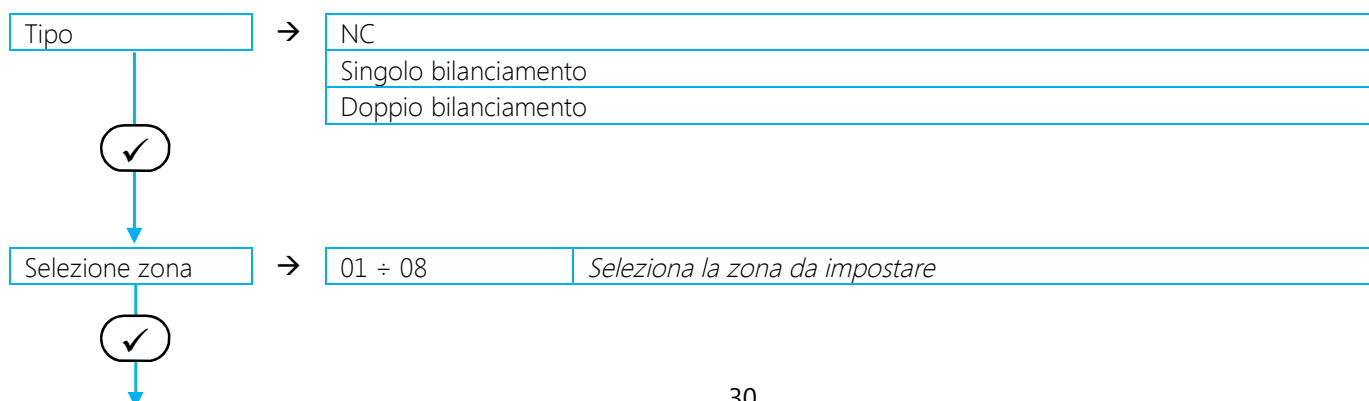 Tipo → NC
Singolo bilanciamento
Doppio bilanciamento
✓
Selezione zona → 01 ÷ 08 Seleziona la zona da impostare
✓
30